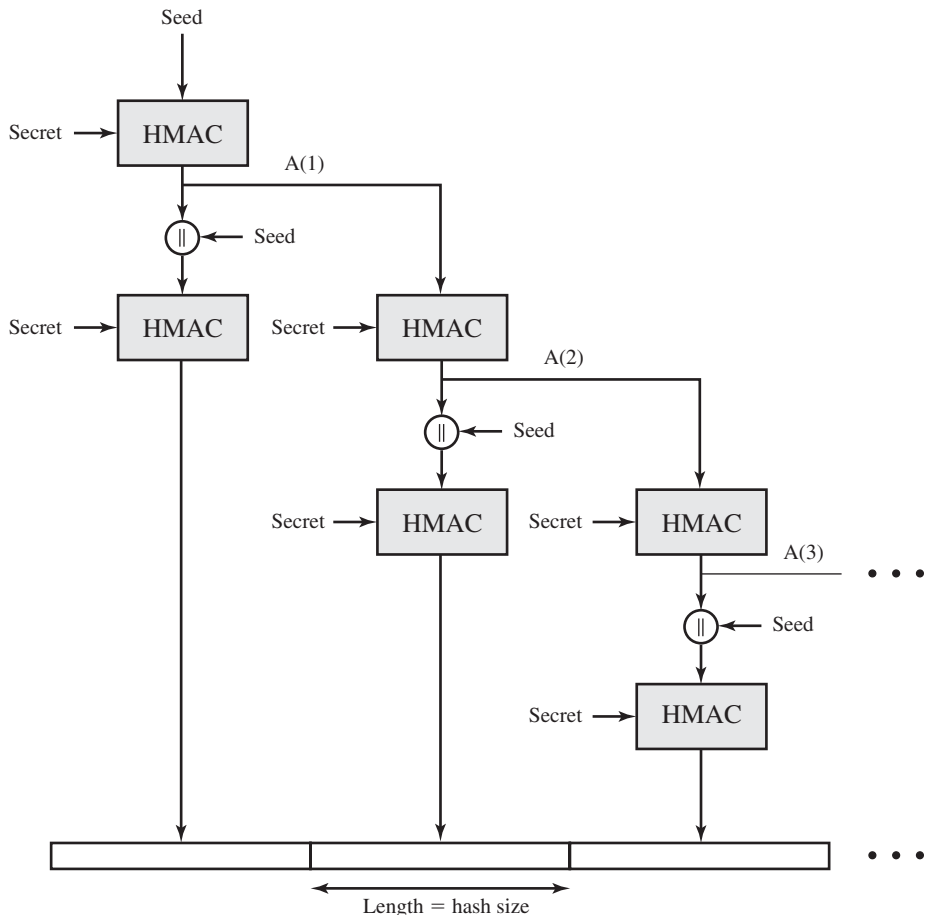 Seed
Secret HMAC
A(1)
|| Seed
Secret HMAC Secret HMAC
A(2)
|| Seed
Secret HMAC Secret HMAC
A(3)
• • •
|| Seed
Secret HMAC
• • •
Length = hash size